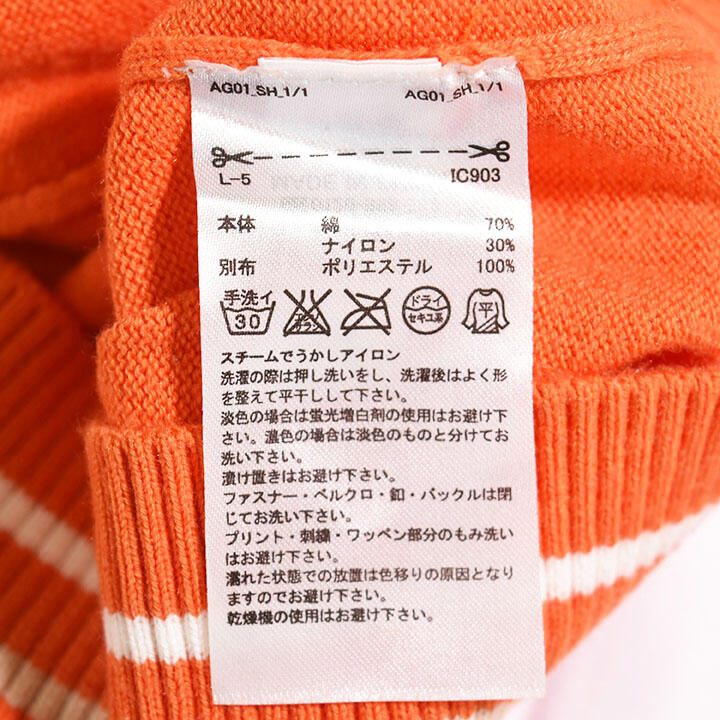 AG01_SH_1/1 AG01_SH_1/1
L-5 IC903
本体 綿 70%
ナイロン 30%
別布 ポリエステル 100%
手洗イ 30 エンソサラシ ドライ セキユ系 平
スチームでうかしアイロン
洗濯の際は押し洗いをし、洗濯後はよく形
を整えて平干しして下さい。
淡色の場合は蛍光増白剤の使用はお避け下
さい。濃色の場合は淡色のものと分けてお
洗い下さい。
漬け置きはお避け下さい。
ファスナー・ベルクロ・釦・バックルは閉
じてお洗い下さい。
プリント・刺繍・ワッペン部分のもみ洗い
はお避け下さい。
濡れた状態での放置は色移りの原因となり
ますのでお避け下さい。
乾燥機の使用はお避け下さい。